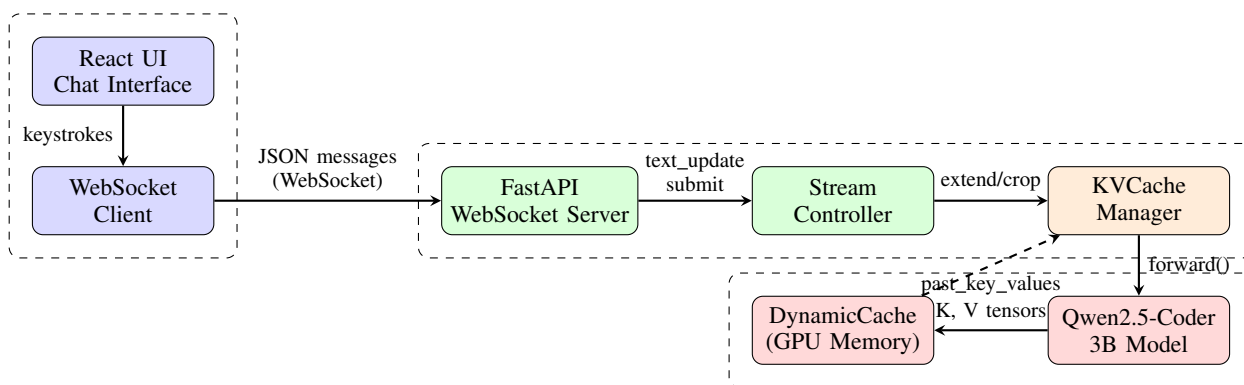 React UI
Chat Interface
keystrokes
WebSocket
Client
JSON messages
(WebSocket)
FastAPI
WebSocket Server
text_update
submit
Stream
Controller
extend/crop
KVCache
Manager
forward()
past_key_values
K, V tensors
DynamicCache
(GPU Memory)
Qwen2.5-Coder
3B Model